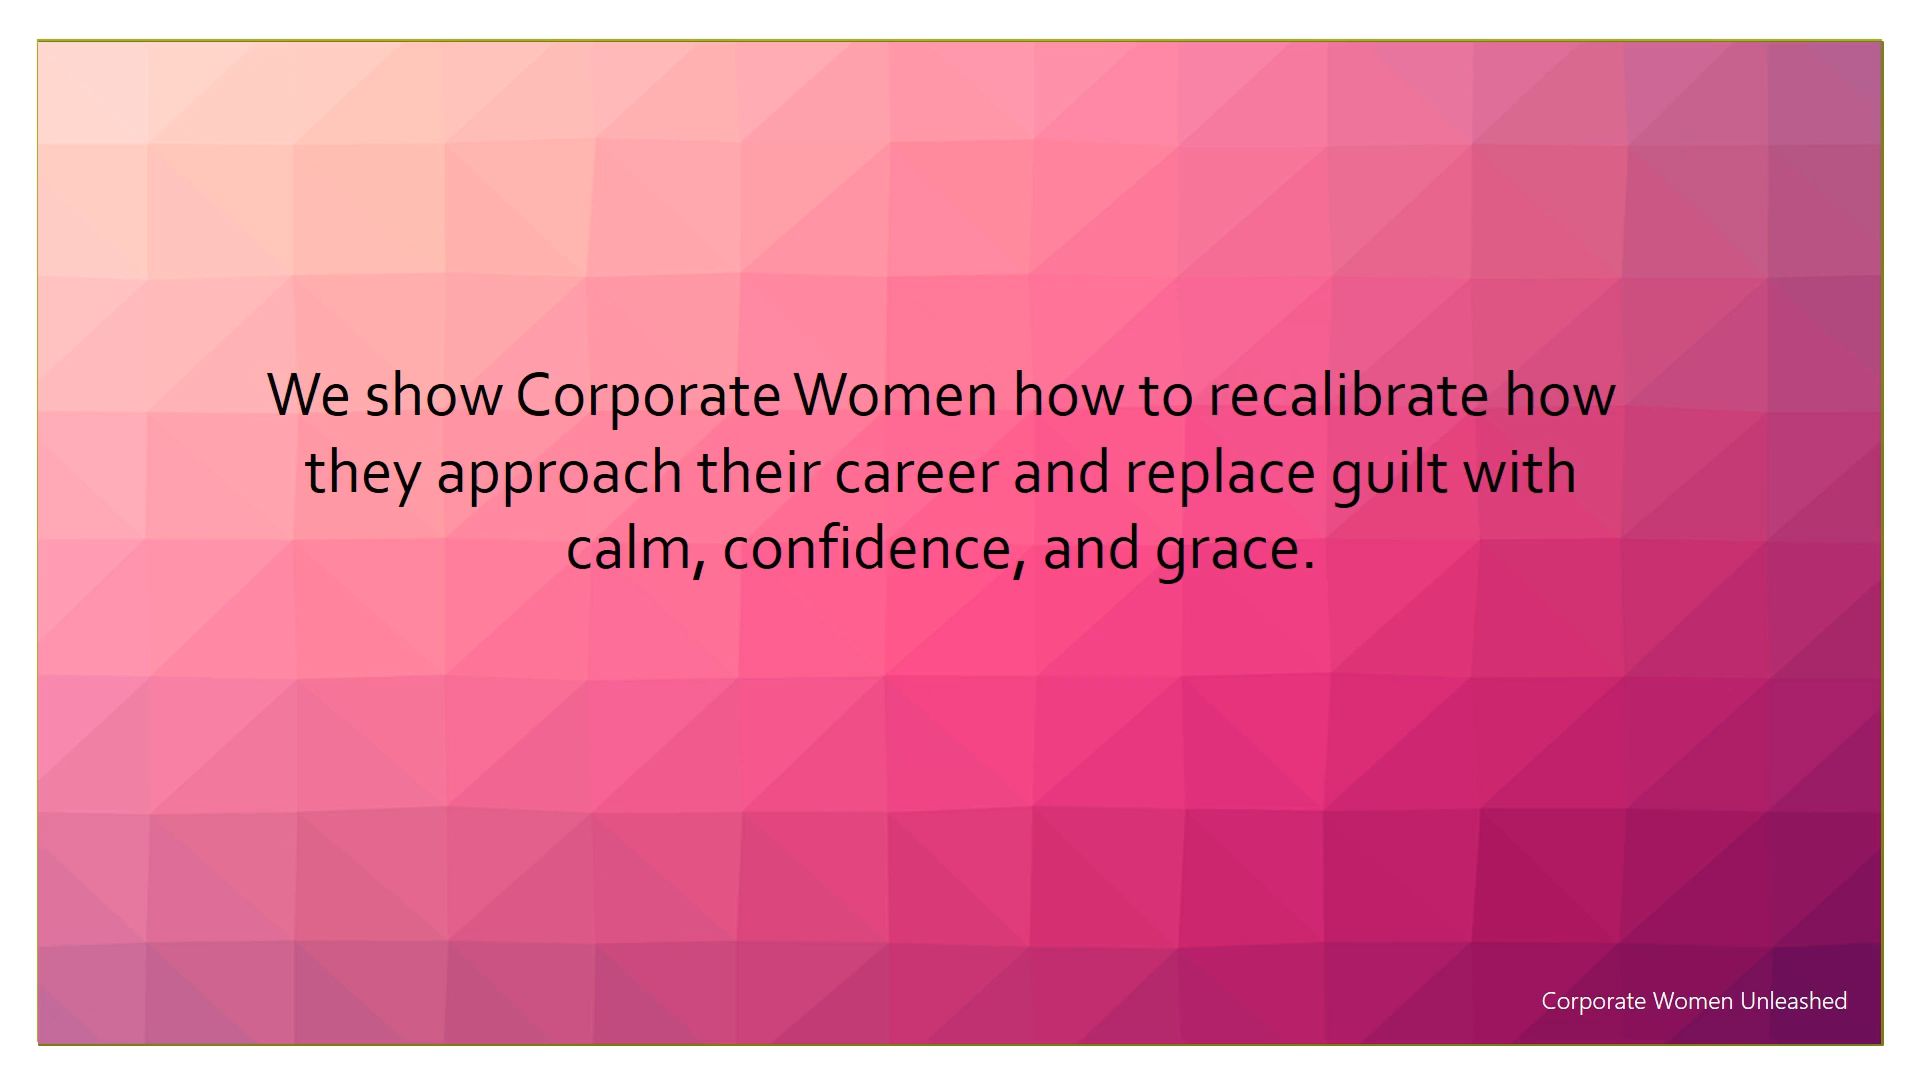 We show Corporate Women how to recalibrate how
they approach their career and replace guilt with
calm, confidence, and grace.
Corporate Women Unleashed